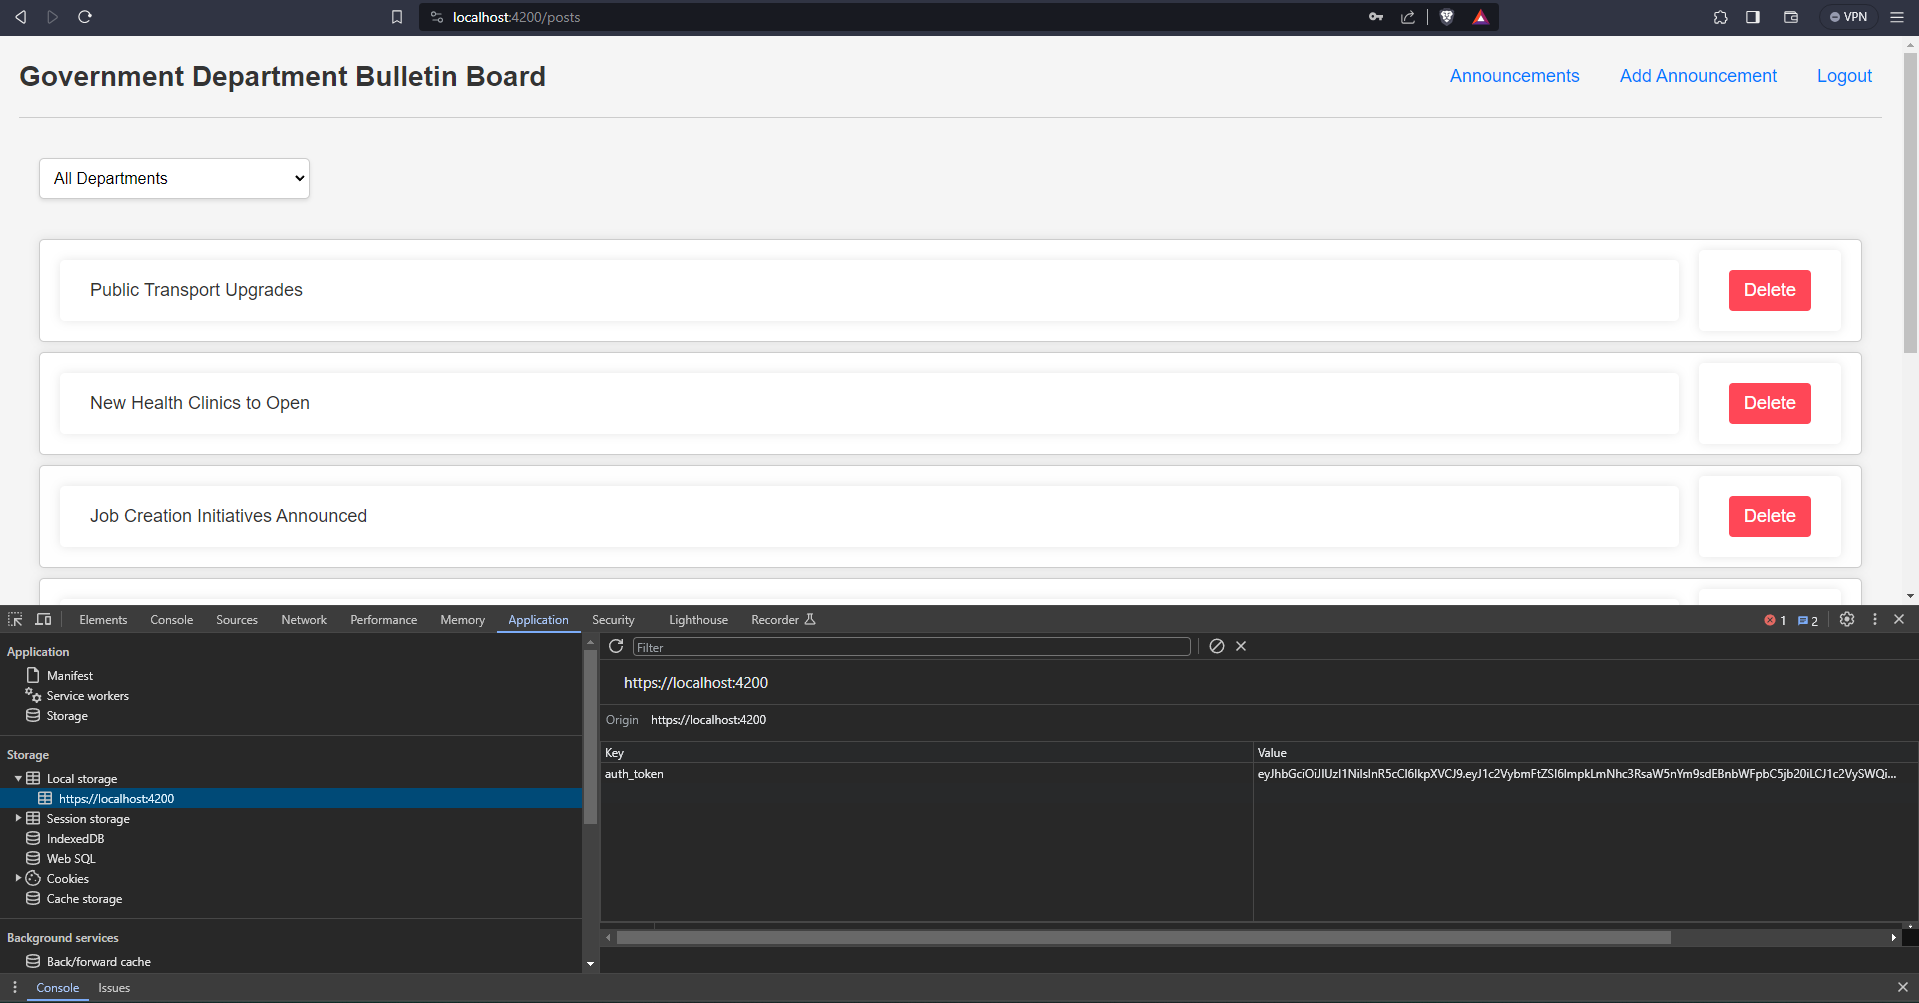 localhost:4200/posts
VPN
Government Department Bulletin Board
Announcements
Add Announcement
Logout
All Departments
Public Transport Upgrades
Delete
New Health Clinics to Open
Delete
Job Creation Initiatives Announced
Delete
Elements
Console
Sources
Network
Performance
Memory
Application
Security
Lighthouse
Recorder
1
2
Application
Manifest
Service workers
Storage
Storage
Local storage
https://localhost:4200
Session storage
IndexedDB
Web SQL
Cookies
Cache storage
Background services
Back/forward cache
Filter
https://localhost:4200
Origin https://localhost:4200
Key
Value
auth_token
Console
Issues